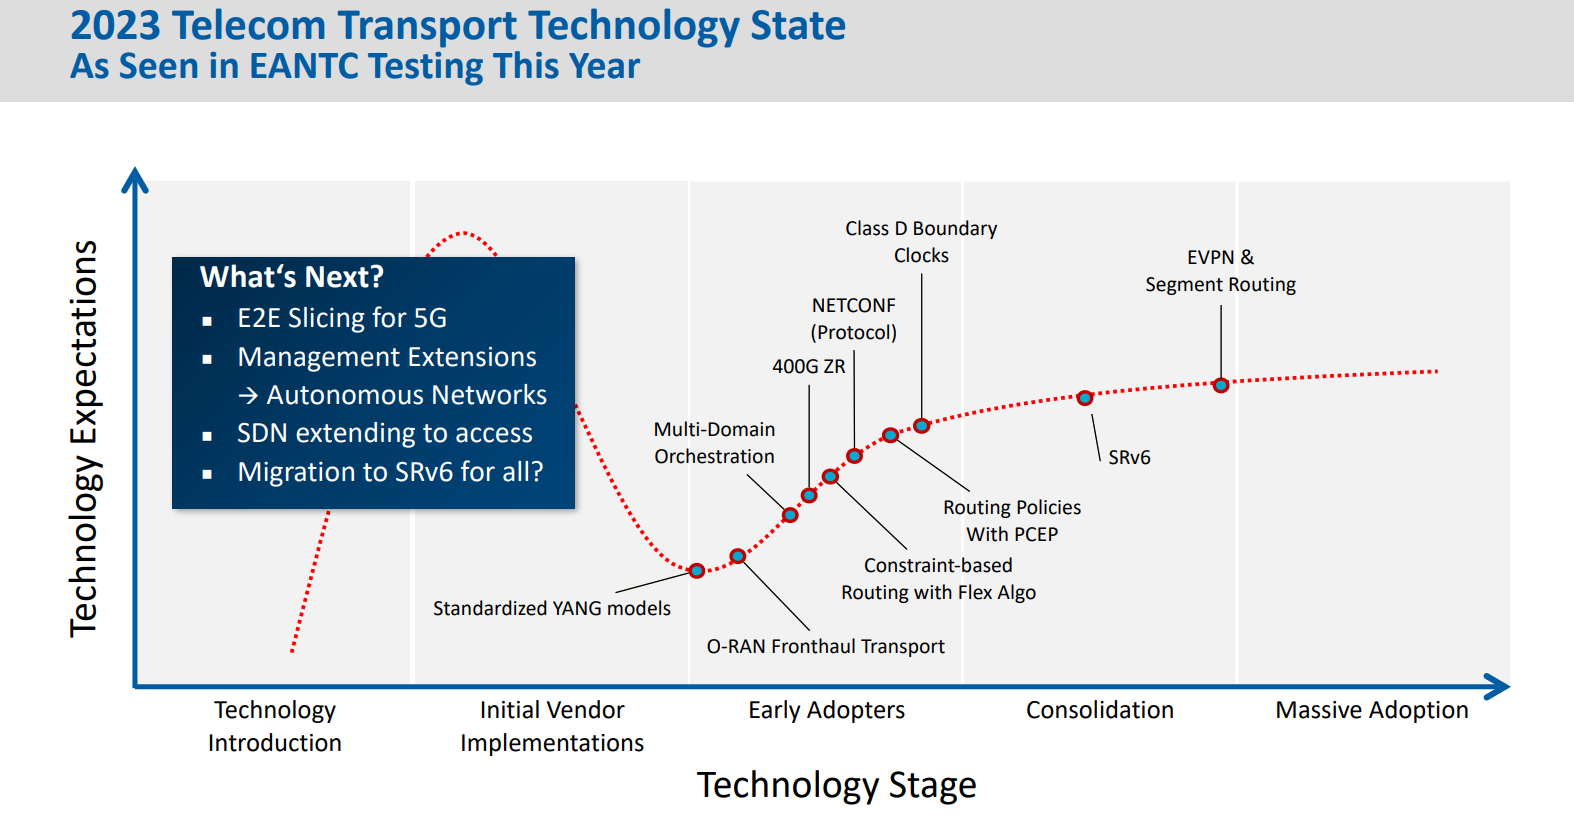 2023 Telecom Transport Technology State
As Seen in EANTC Testing This Year
Technology Expectations
What‘s Next?
▪ E2E Slicing for 5G
▪ Management Extensions
→ Autonomous Networks
▪ SDN extending to access
▪ Migration to SRv6 for all?
Class D Boundary
Clocks
EVPN &
Segment Routing
NETCONF
(Protocol)
400G ZR
Multi-Domain
Orchestration
SRv6
Routing Policies
With PCEP
Constraint-based
Routing with Flex Algo
Standardized YANG models
O-RAN Fronthaul Transport
Technology
Introduction
Initial Vendor
Implementations
Early Adopters
Consolidation
Massive Adoption
Technology Stage